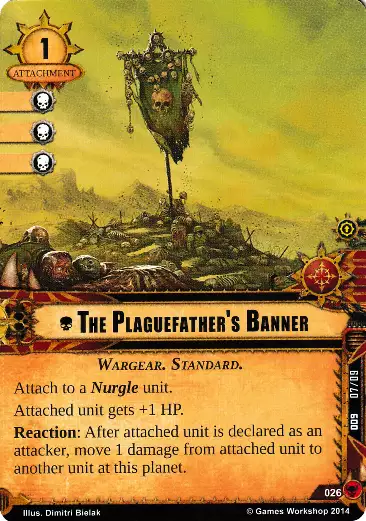 1
ATTACHMENT
THE PLAGUEFATHER'S BANNER
WARGEAR. STANDARD.
Attach to a Nurgle unit.
Attached unit gets +1 HP.
Reaction: After attached unit is declared as an
attacker, move 1 damage from attached unit to
another unit at this planet.
009 07/09
026
Illus. Dimitri Bielak
© Games Workshop 2014